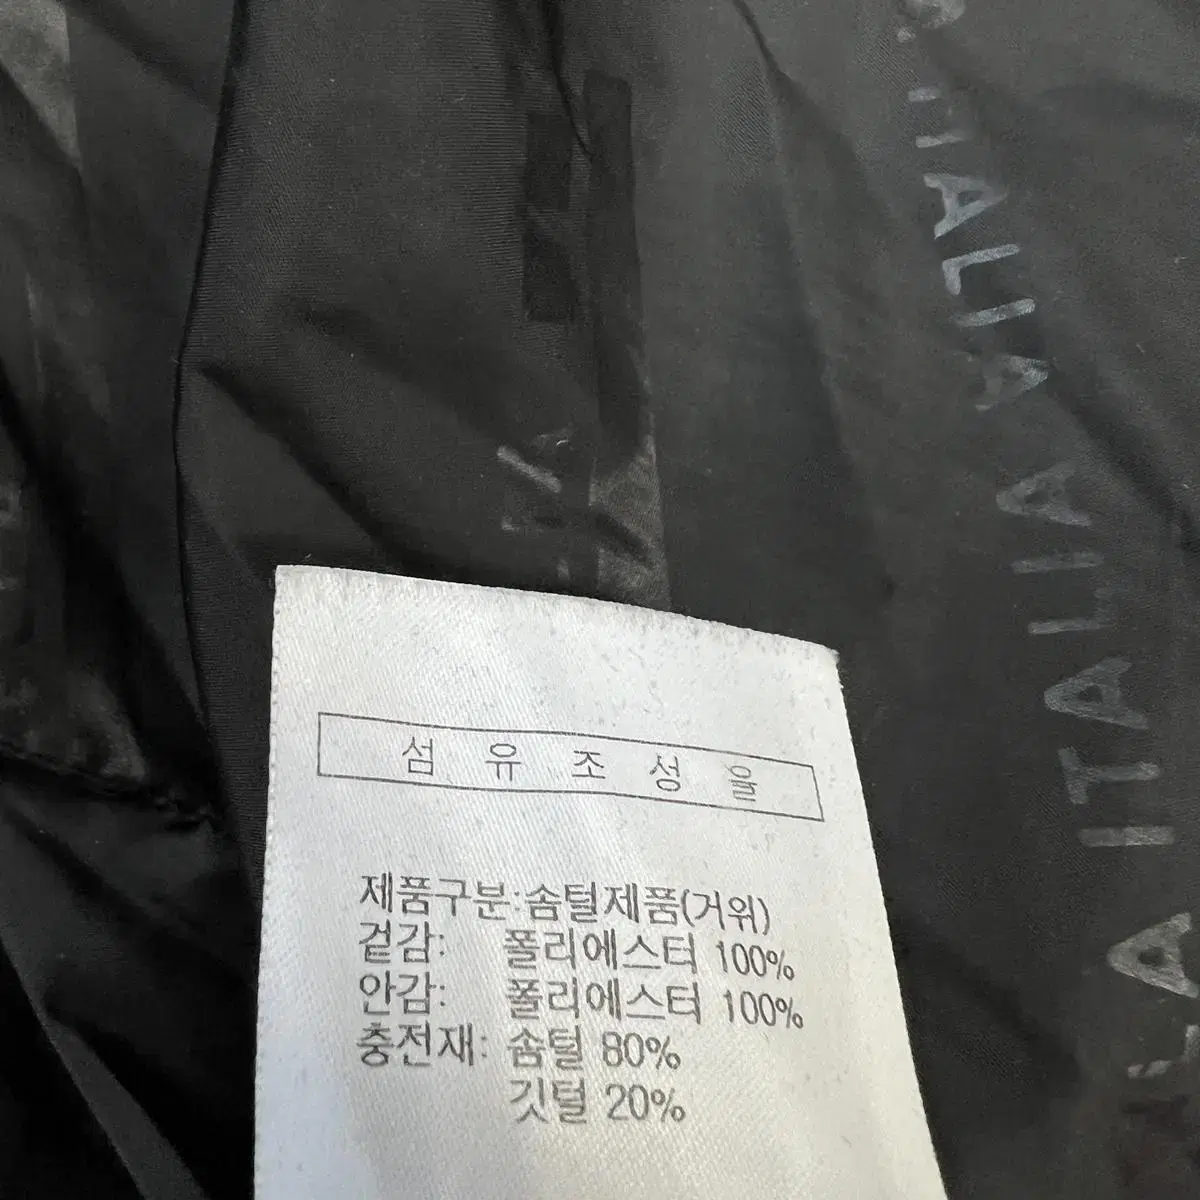 섬유조성율
제품구분:솜털제품(거위)
겉감: 폴리에스터 100%
안감: 폴리에스터 100%
충전재: 솜털 80%
깃털 20%
ITALIA ITALIA